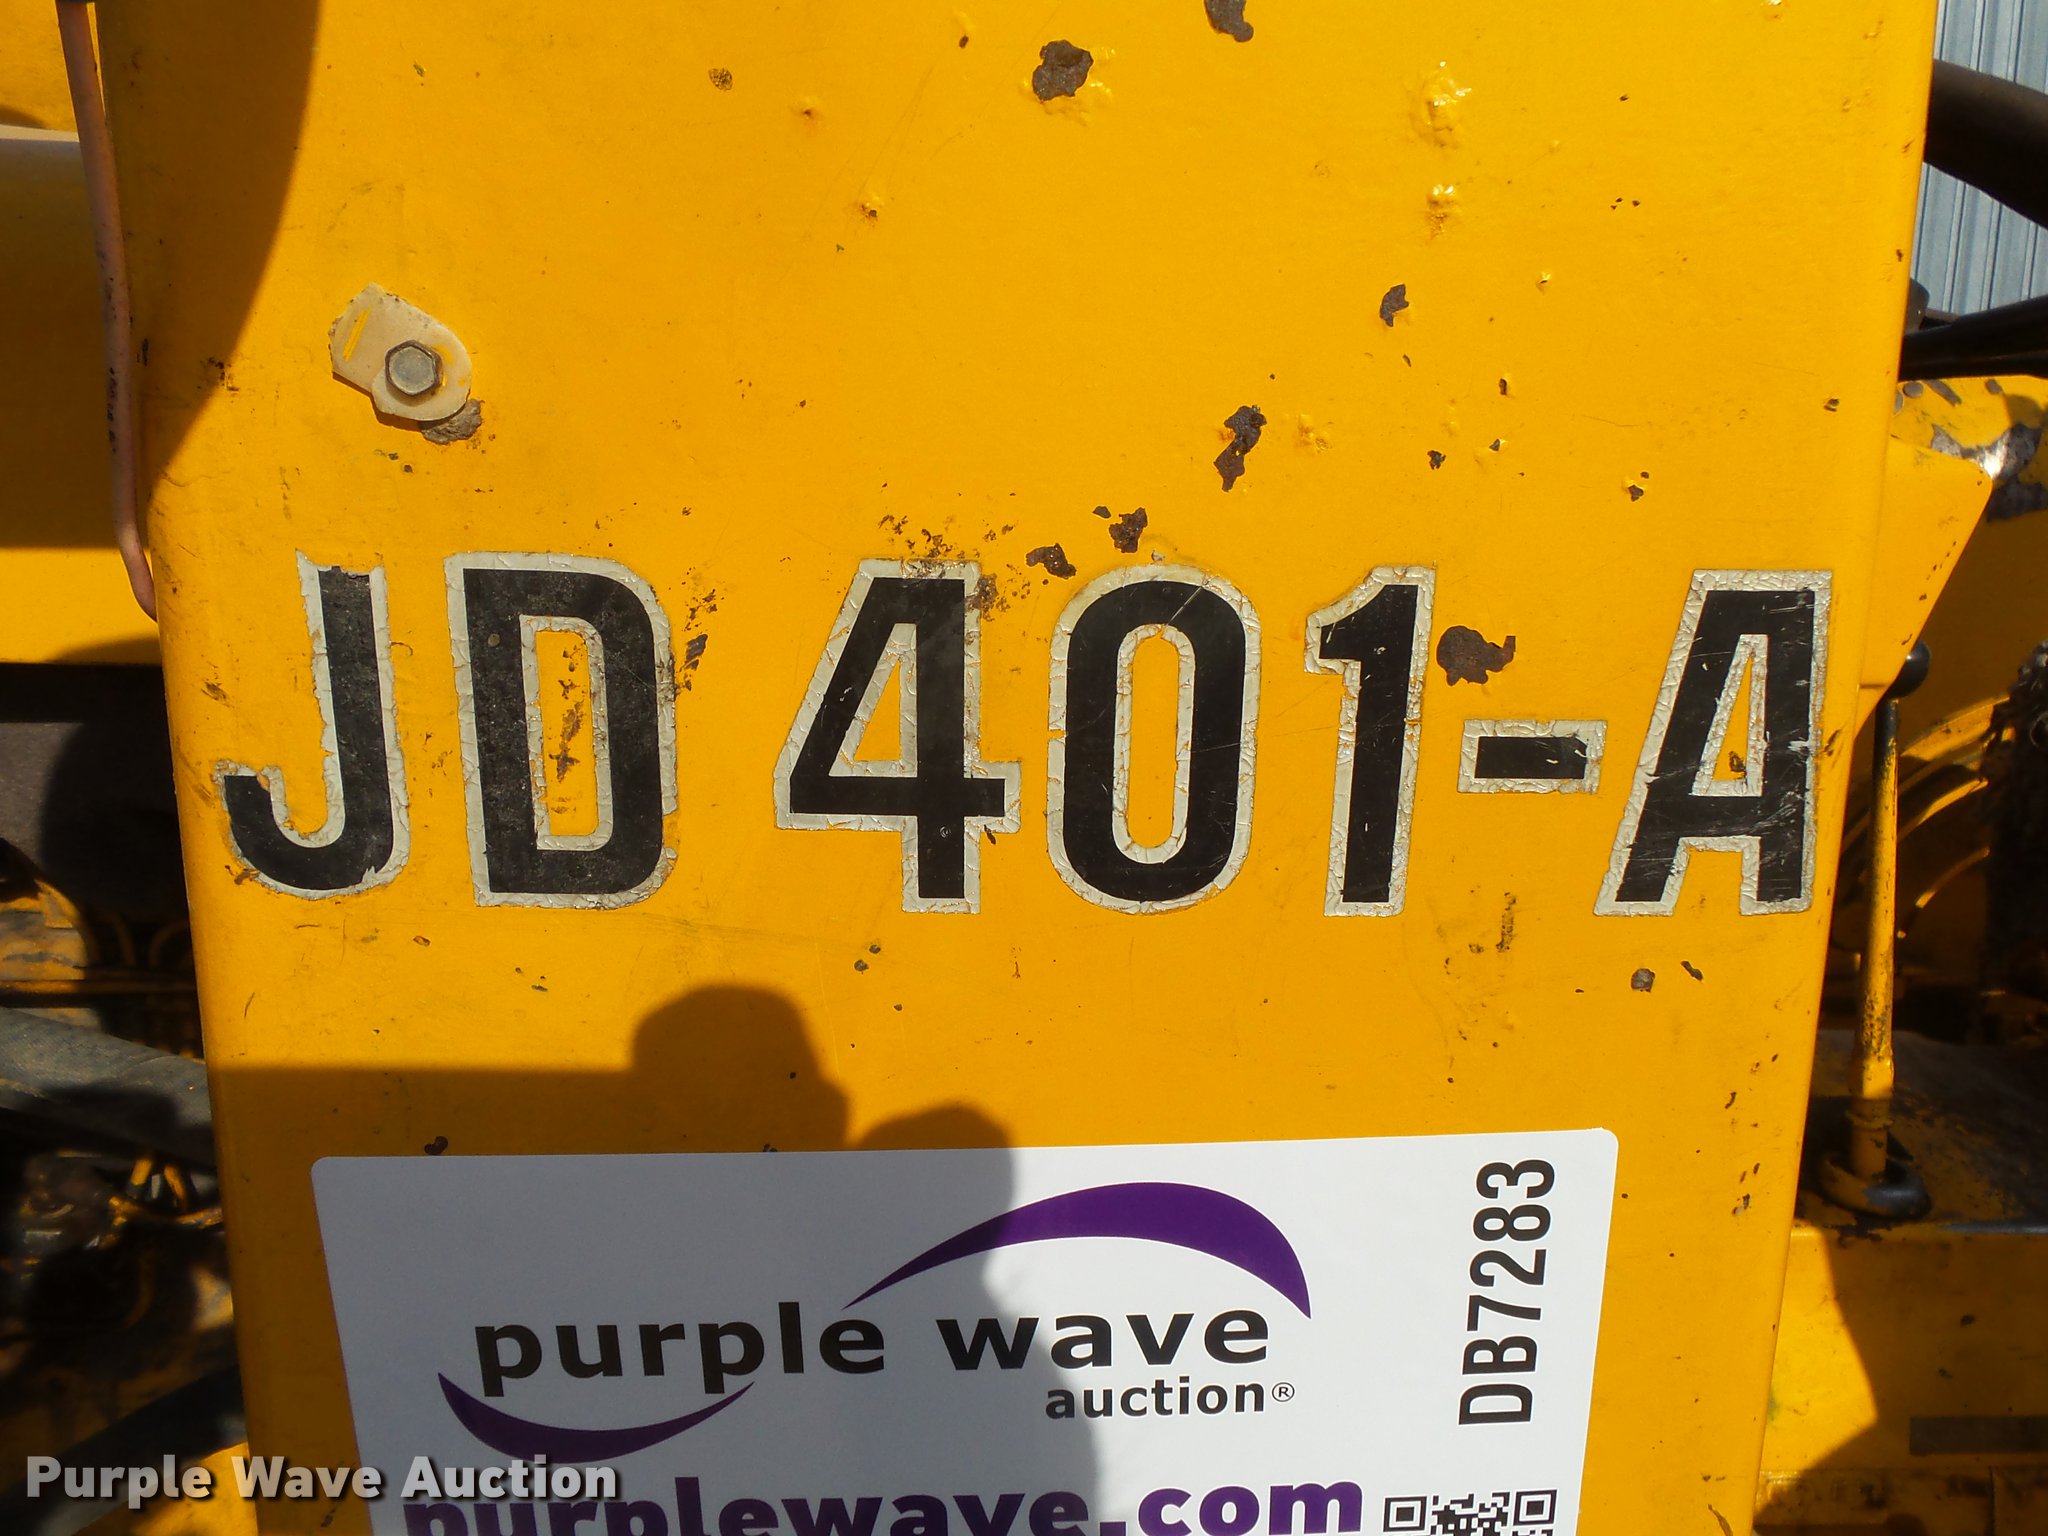 JD 401-A
purple wave
auction®
DB7283
purplewave.com
Purple Wave Auction